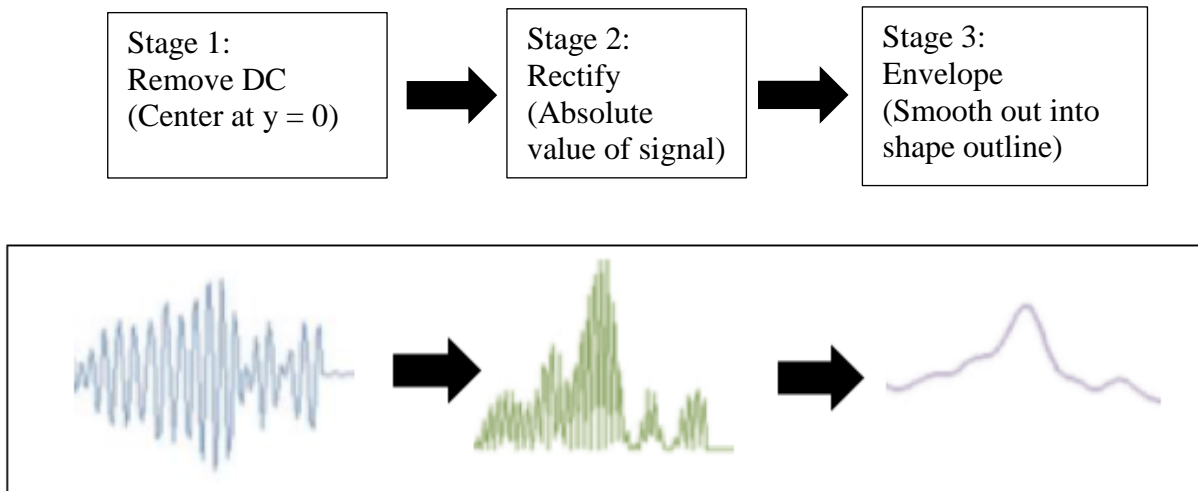 Stage 1:
Remove DC
(Center at y = 0)
Stage 2:
Rectify
(Absolute
value of signal)
Stage 3:
Envelope
(Smooth out into
shape outline)